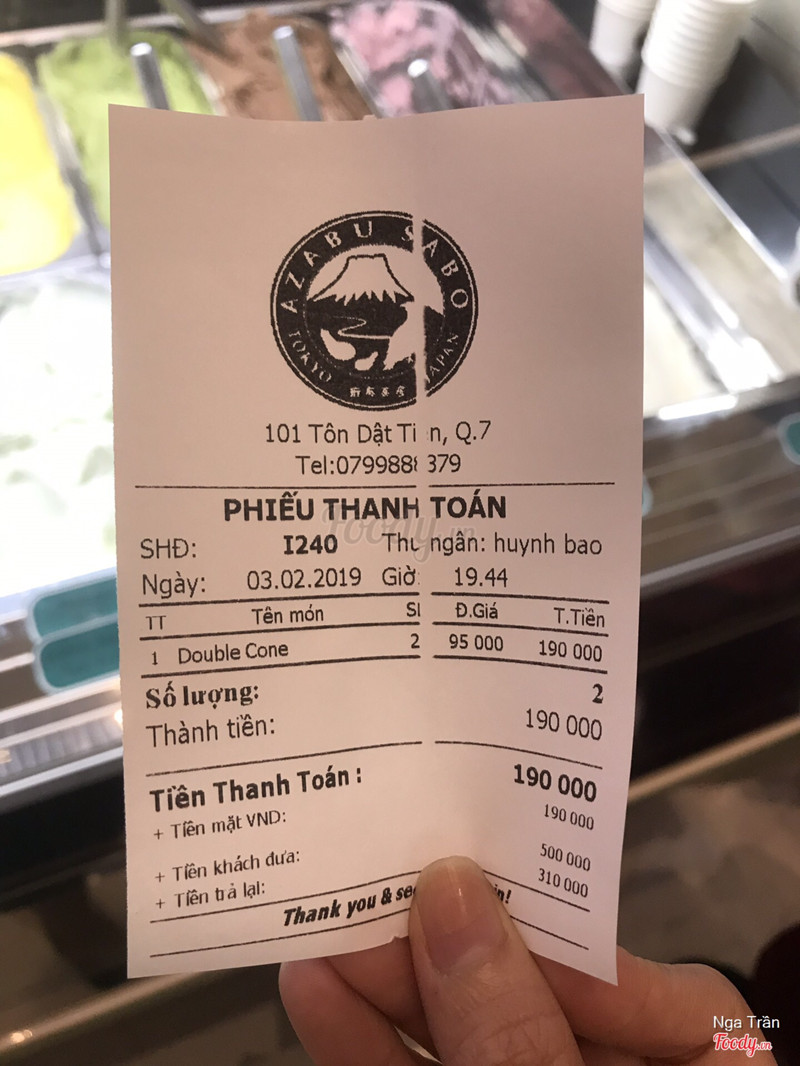 AZABU SABO
TOKYO JAPAN
101 Tôn Dật Tiên, Q.7
Tel:0799888379
PHIẾU THANH TOÁN
SHĐ: I240 Thu ngân: huynh bao
Ngày: 03.02.2019 Giờ: 19.44
TT Tên món SL Đ.Giá T.Tiền
1 Double Cone 2 95 000 190 000
Số lượng: 2
Thành tiền: 190 000
Tiền Thanh Toán : 190 000
+ Tiền mặt VND: 190 000
+ Tiền khách đưa: 500 000
+ Tiền trả lại: 310 000
Thank you & see
in!
Foody.vn
Nga Trần
Foody.vn